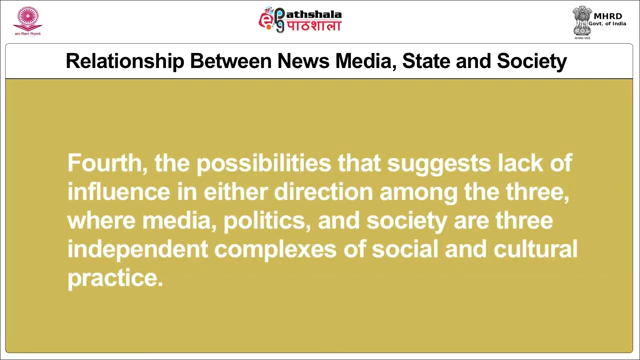 Pathshala
पाठशाला
MHRD
Govt. of India
Relationship Between News Media, State and Society
Fourth, the possibilities that suggests lack of
influence in either direction among the three,
where media, politics, and society are three
independent complexes of social and cultural
practice.